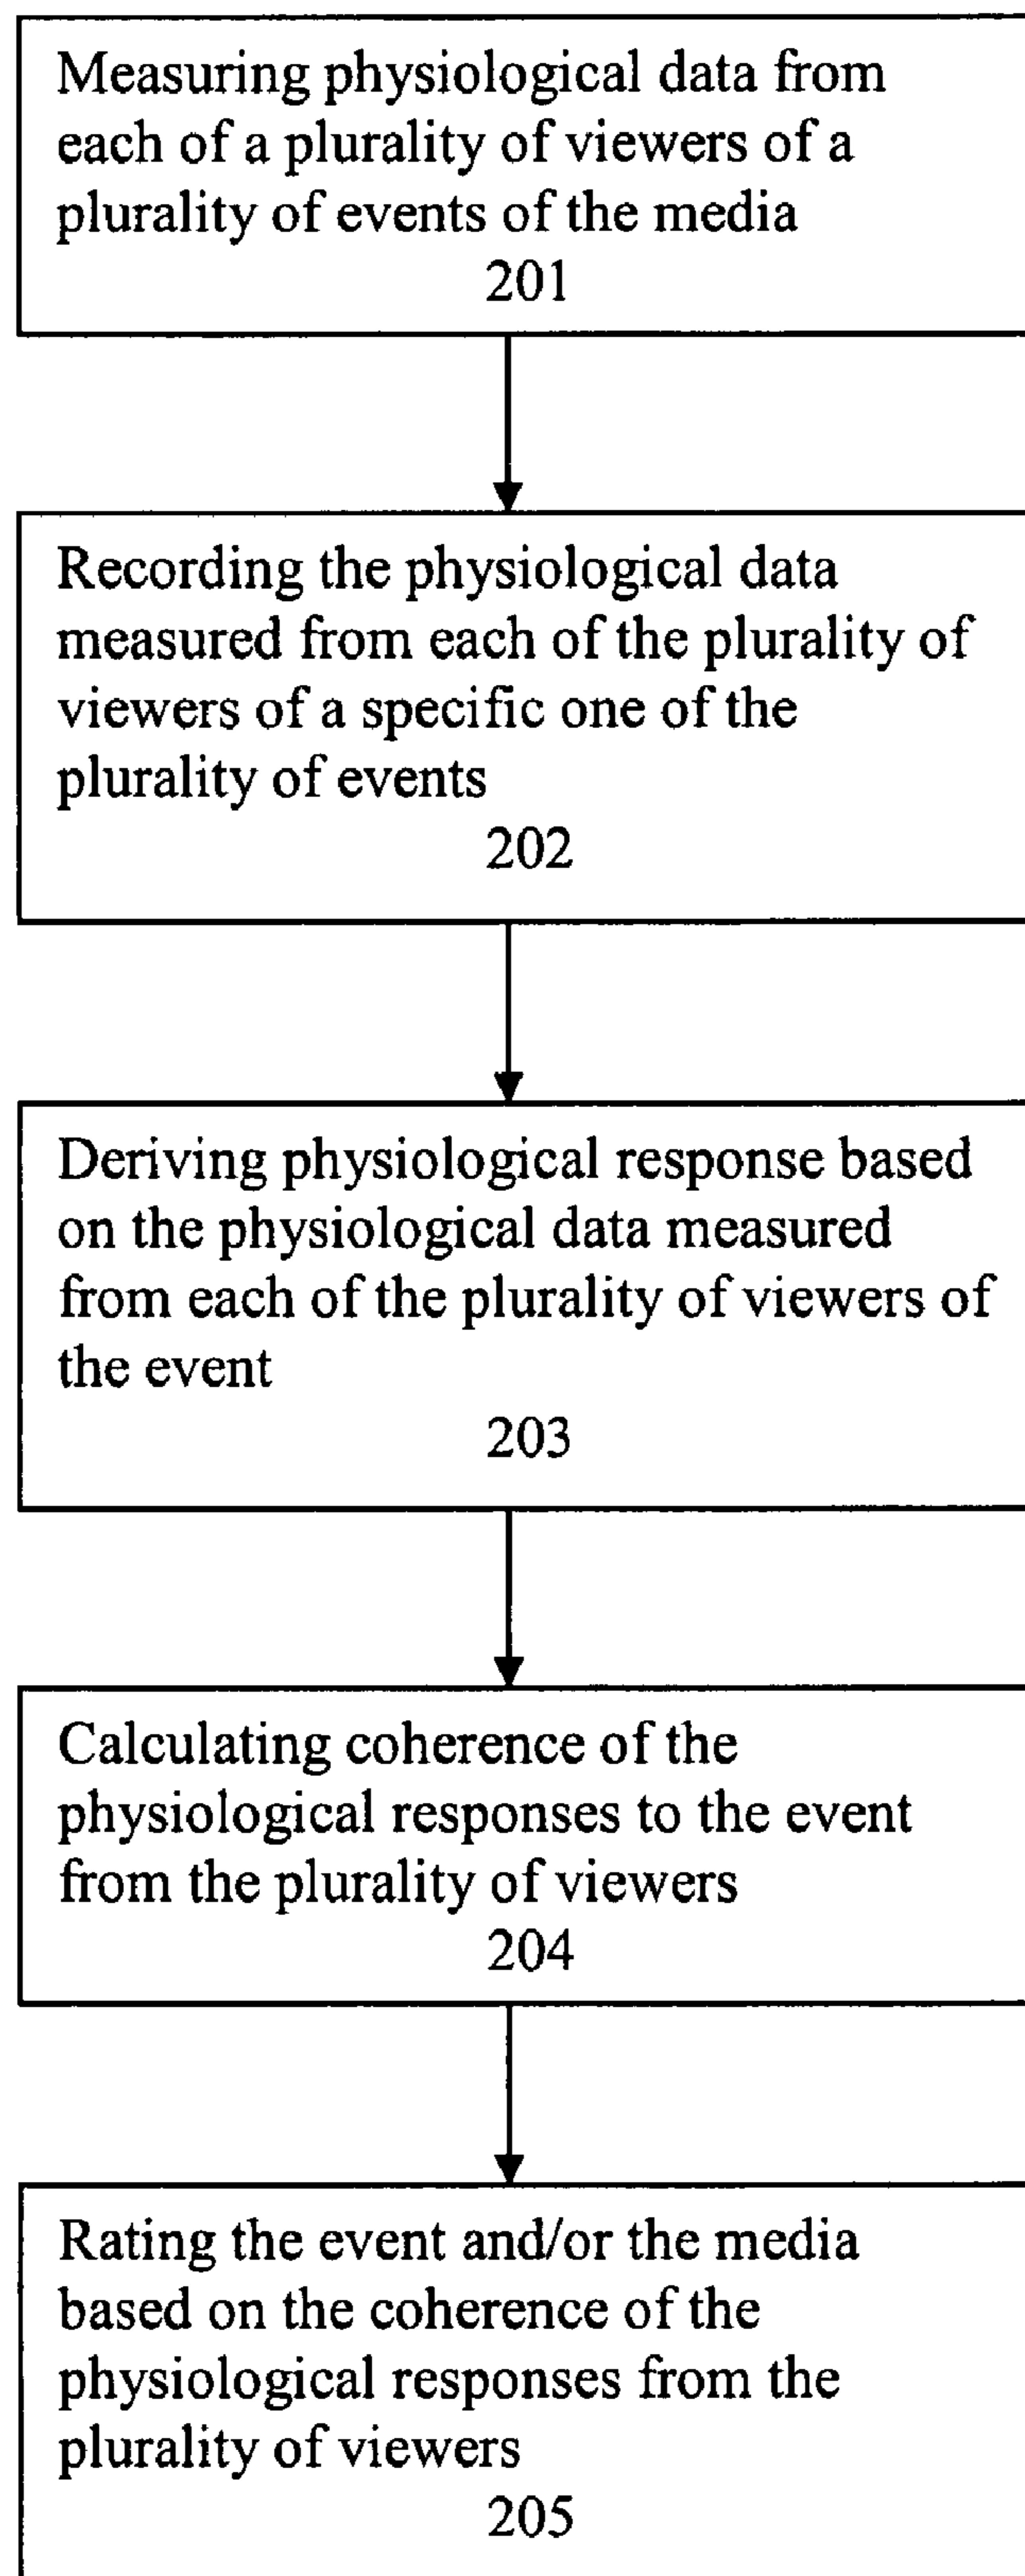 Measuring physiological data from
each of a plurality of viewers of a
plurality of events of the media
201
Recording the physiological data
measured from each of the plurality of
viewers of a specific one of the
plurality of events
202
Deriving physiological response based
on the physiological data measured
from each of the plurality of viewers of
the event
203
Calculating coherence of the
physiological responses to the event
from the plurality of viewers
204
Rating the event and/or the media
based on the coherence of the
physiological responses from the
plurality of viewers
205